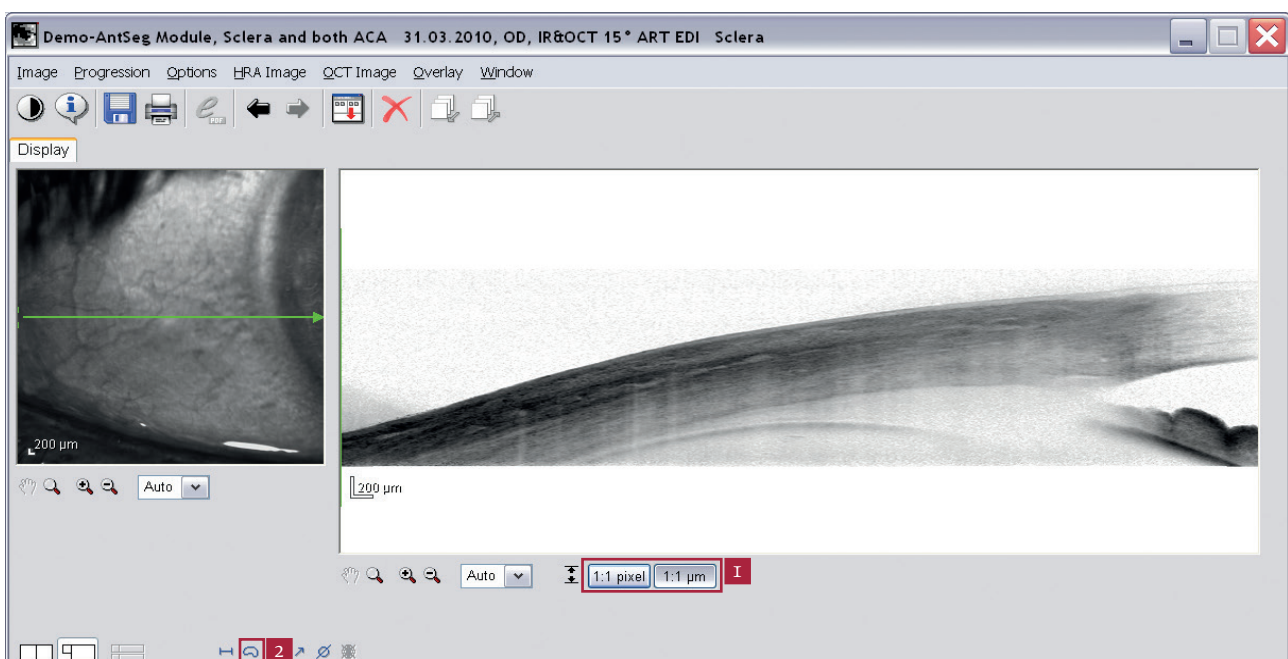 Demo-AntSeg Module, Sclera and both ACA 31.03.2010, OD, IR&OCT 15° ART EDI Sclera
Image Progression Options HRA Image OCT Image Overlay Window
Display
200 µm
200 µm
Auto
Auto
1:1 pixel 1:1 µm I
2